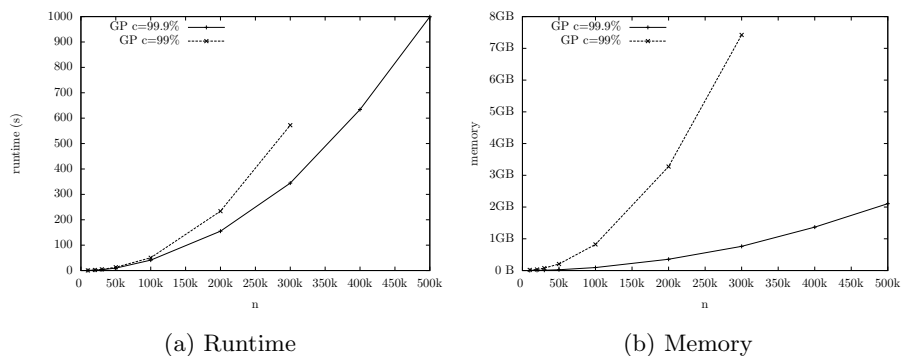 GP c=99.9%
GP c=99%
1000
900
800
700
600
500
400
300
200
100
0
runtime (s)
0 50k 100k 150k 200k 250k 300k 350k 400k 450k 500k
n
(a) Runtime
GP c=99.9%
GP c=99%
8GB
7GB
6GB
5GB
4GB
3GB
2GB
1GB
0 B
memory
0 50k 100k 150k 200k 250k 300k 350k 400k 450k 500k
n
(b) Memory